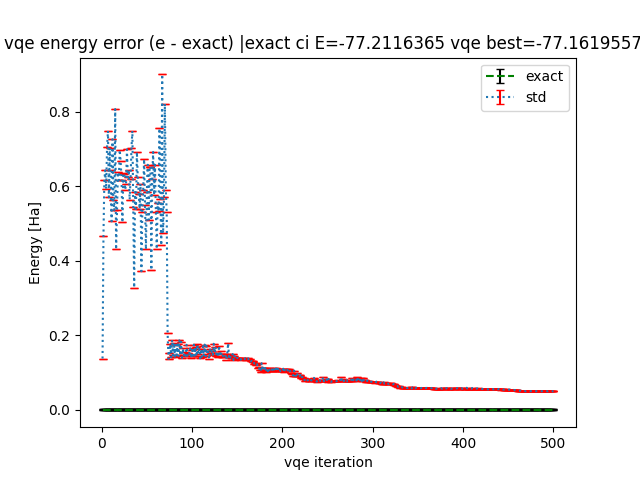 vqe energy error (e - exact) |exact ci E=-77.2116365 vqe best=-77.1619557
exact
std
0.8
0.6
0.4
0.2
0.0
Energy [Ha]
0 100 200 300 400 500
vqe iteration